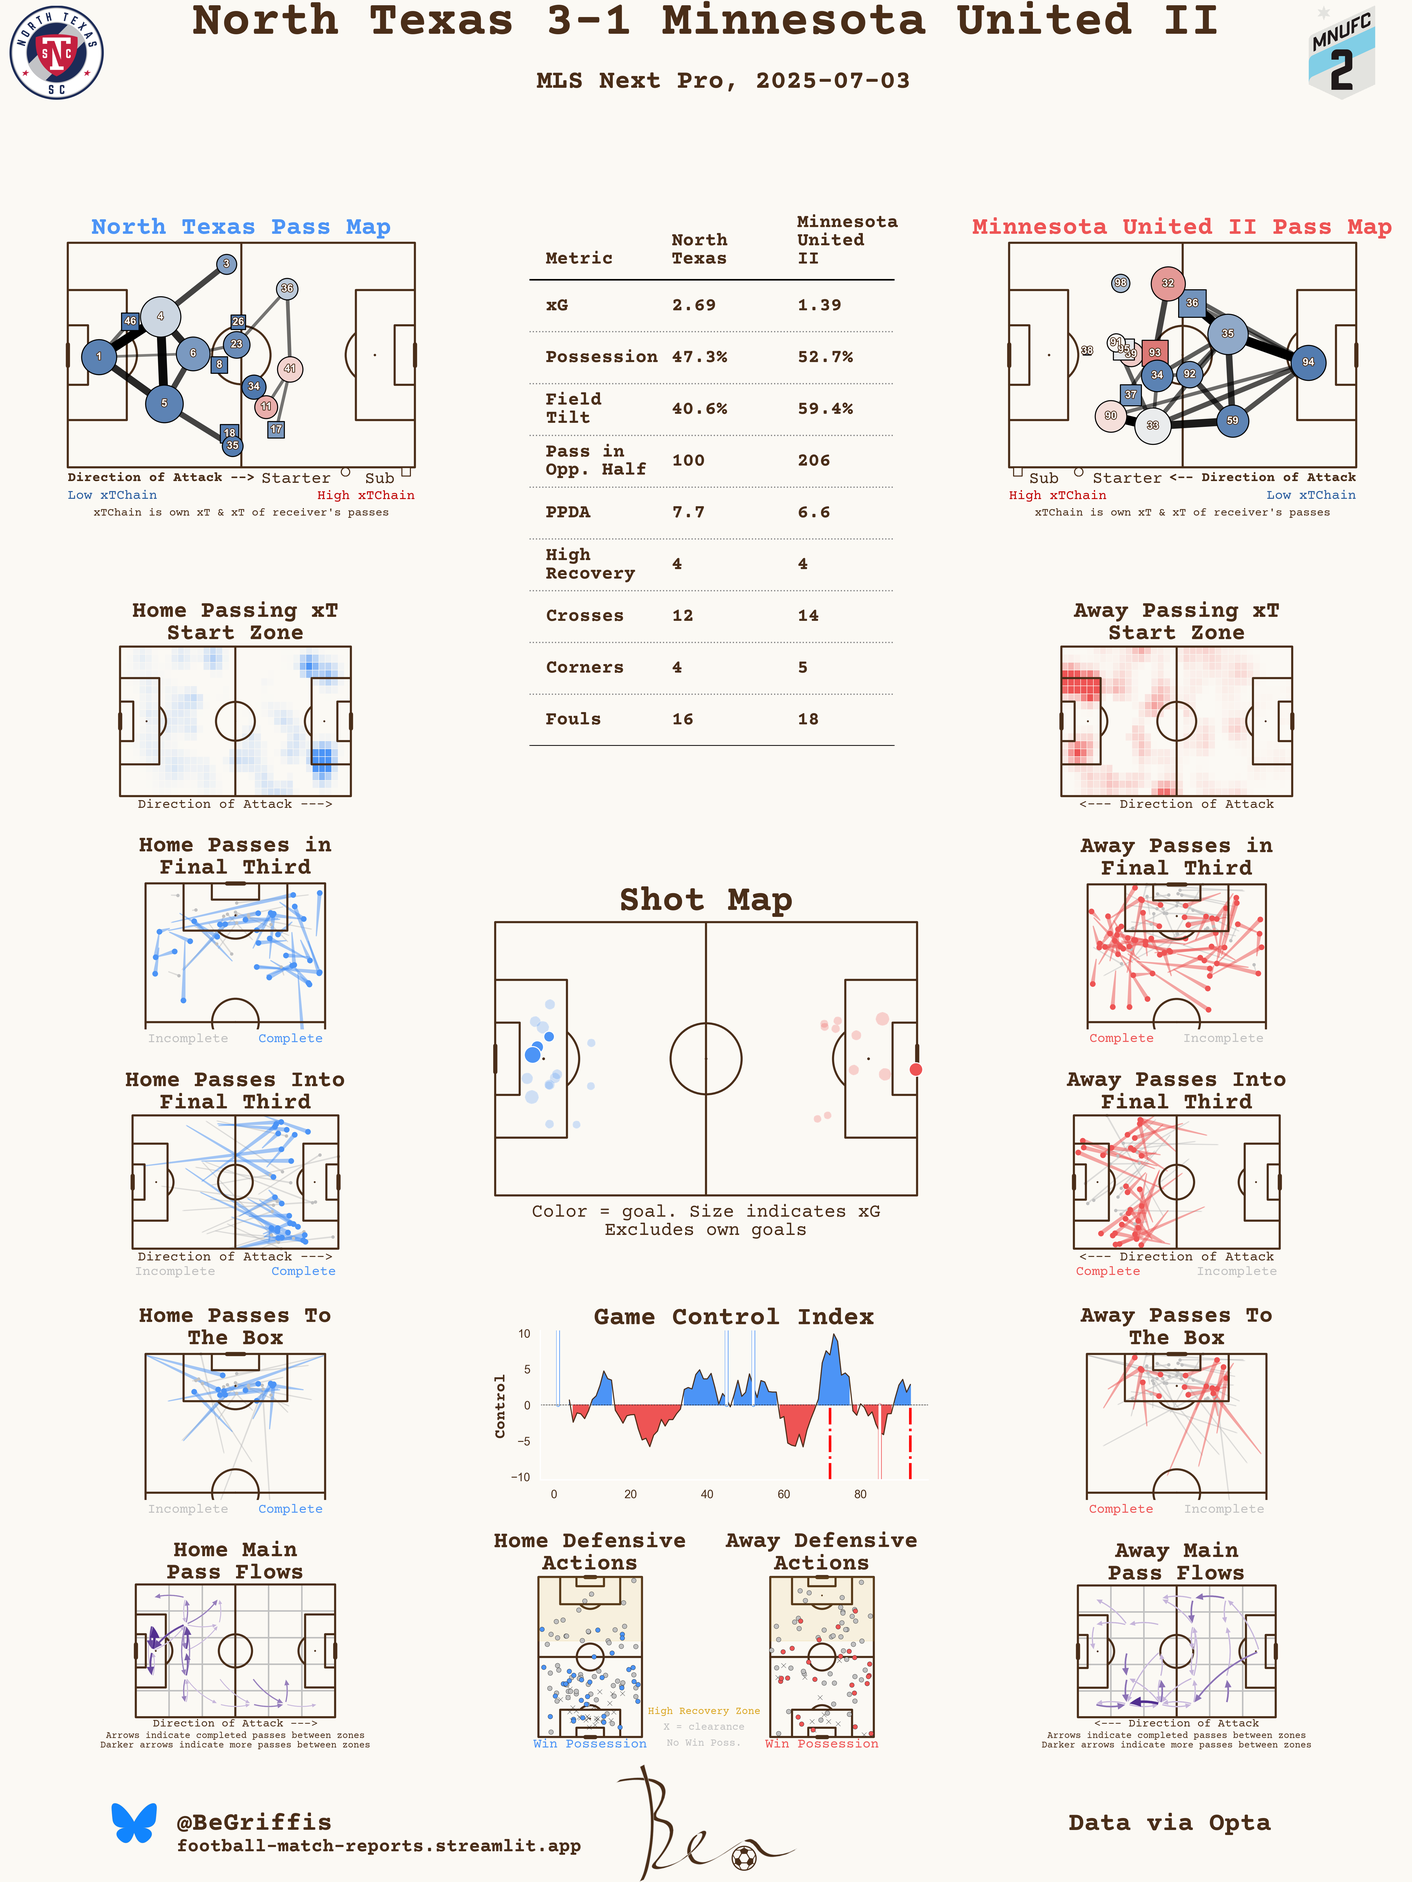 North Texas 3-1 Minnesota United II
MLS Next Pro, 2025-07-03
NORTH TEXAS
SC
N
S C
MNUFC
2
North Texas Pass Map
3
36
46
4
26
1
6
23
8
41
34
5
11
18
17
35
Direction of Attack --> Starter Sub
Low xTChain High xTChain
xTChain is own xT & xT of receiver's passes
Metric North Texas Minnesota United II
xG 2.69 1.39
Possession 47.3% 52.7%
Field Tilt 40.6% 59.4%
Pass in Opp. Half 100 206
PPDA 7.7 6.6
High Recovery 4 4
Crosses 12 14
Corners 4 5
Fouls 16 18
Minnesota United II Pass Map
98
32
36
35
91
95
38
39
93
94
34
92
37
90
33
59
Sub Starter <-- Direction of Attack
High xTChain Low xTChain
xTChain is own xT & xT of receiver's passes
Home Passing xT
Start Zone
Direction of Attack --->
Away Passing xT
Start Zone
<--- Direction of Attack
Home Passes in
Final Third
Incomplete Complete
Away Passes in
Final Third
Complete Incomplete
Shot Map
Color = goal. Size indicates xG
Excludes own goals
Home Passes Into
Final Third
Direction of Attack --->
Incomplete Complete
Away Passes Into
Final Third
<--- Direction of Attack
Complete Incomplete
Home Passes To
The Box
Incomplete Complete
Game Control Index
Control
10
5
0
−5
−10
0 20 40 60 80
Away Passes To
The Box
Complete Incomplete
Home Main
Pass Flows
Direction of Attack --->
Arrows indicate completed passes between zones
Darker arrows indicate more passes between zones
Home Defensive
Actions
Win Possession
Away Defensive
Actions
Win Possession
High Recovery Zone
X = clearance
No Win Poss.
Away Main
Pass Flows
<--- Direction of Attack
Arrows indicate completed passes between zones
Darker arrows indicate more passes between zones
@BeGriffis
football-match-reports.streamlit.app
Ben
Data via Opta